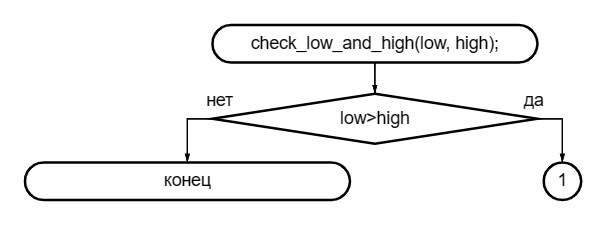 check_low_and_high(low, high);
нет
да
low>high
конец
1